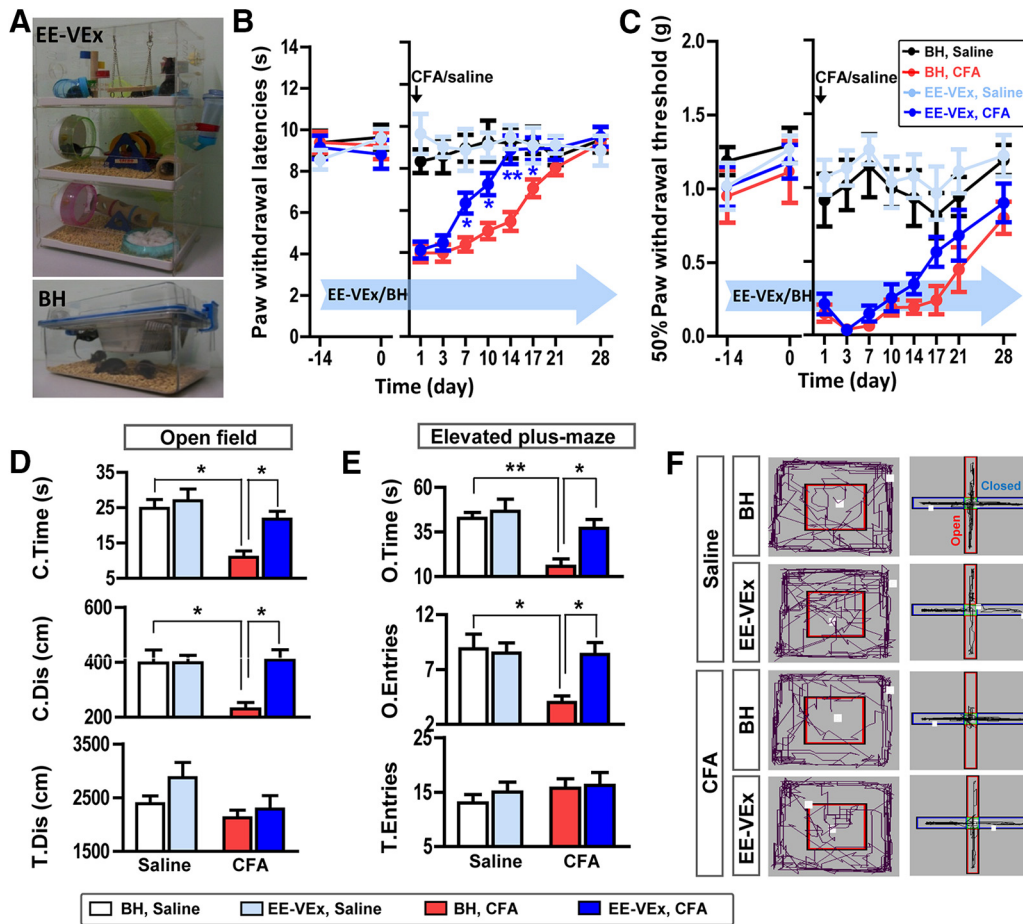 A
EE-VEx
BH
B
Paw withdrawal latencies (s)
14
12
10
8
6
4
2
0
CFA/saline
*
*
**
*
EE-VEx/BH
-14
0
1
3
7
10
14
17
21
28
Time (day)
C
50% Paw withdrawal threshold (g)
2.0
1.5
1.0
0.5
0.0
CFA/saline
BH, Saline
BH, CFA
EE-VEx, Saline
EE-VEx, CFA
EE-VEx/BH
-14
0
1
3
7
10
14
17
21
28
Time (day)
D
Open field
C.Time (s)
35
25
15
5
*
*
C.Dis (cm)
600
400
200
*
*
T.Dis (cm)
3500
2500
1500
Saline
CFA
E
Elevated plus-maze
O.Time (s)
60
35
10
**
*
O.Entries
12
7
2
*
*
T.Entries
25
15
5
Saline
CFA
F
Saline
BH
Closed
Open
EE-VEx
CFA
BH
EE-VEx
BH, Saline
EE-VEx, Saline
BH, CFA
EE-VEx, CFA